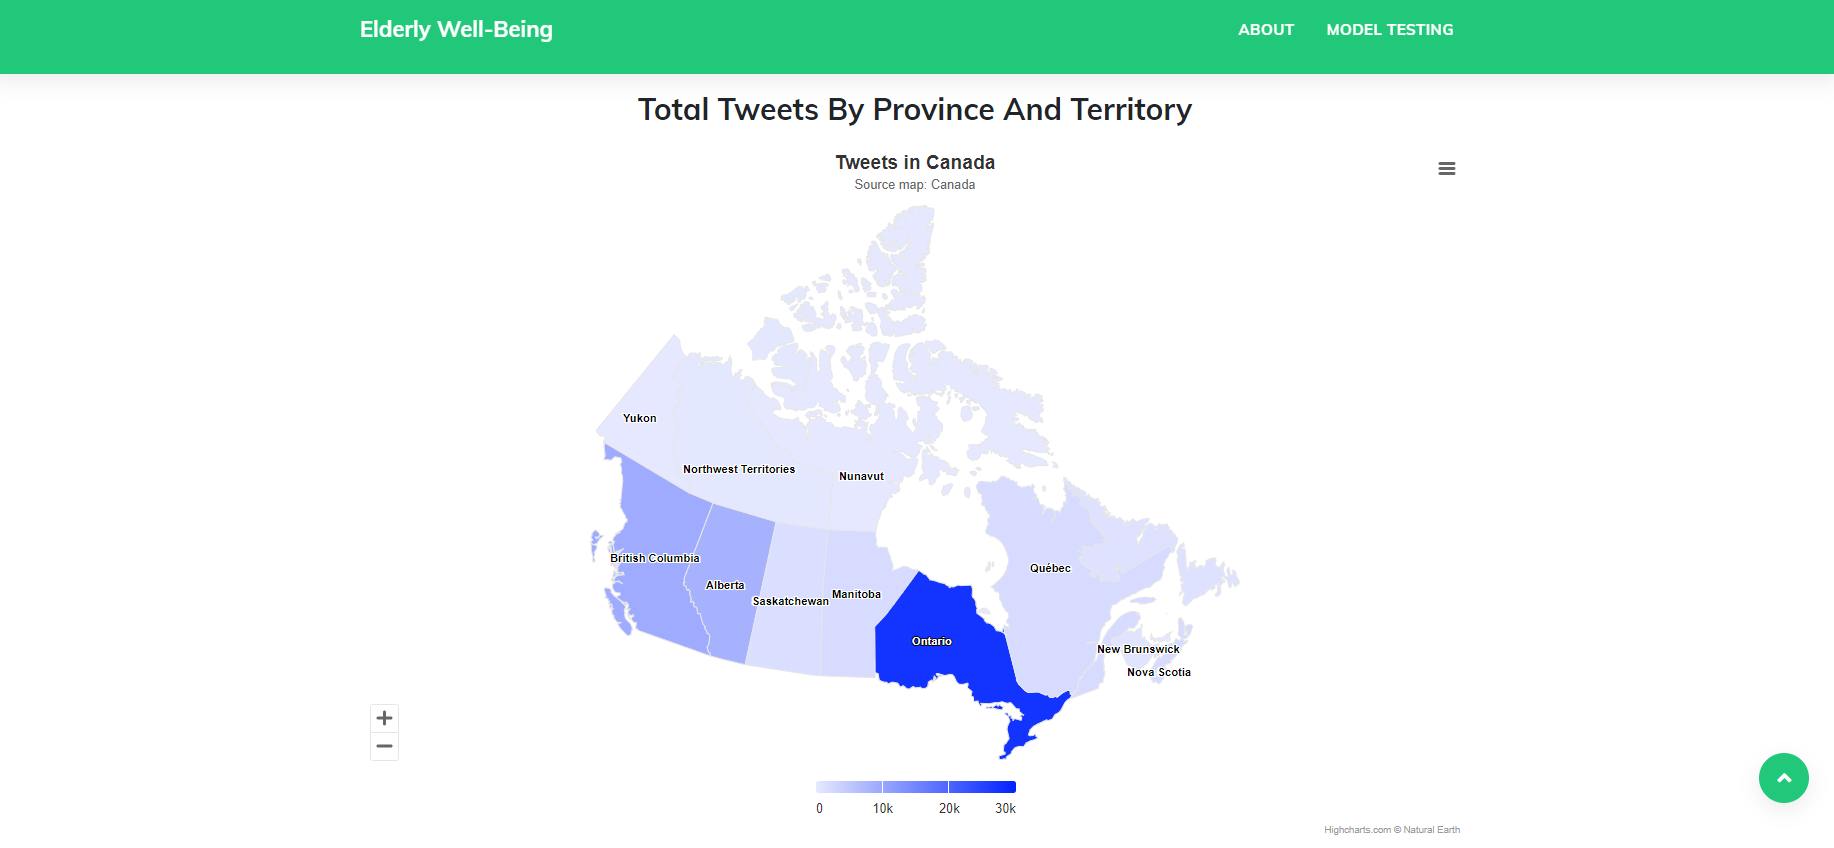 Elderly Well-Being
ABOUT
MODEL TESTING
Total Tweets By Province And Territory
Tweets in Canada
Source map: Canada
Yukon
Northwest Territories
Nunavut
British Columbia
Alberta
Saskatchewan
Manitoba
Québec
Ontario
New Brunswick
Nova Scotia
0 10k 20k 30k
Highcharts.com © Natural Earth